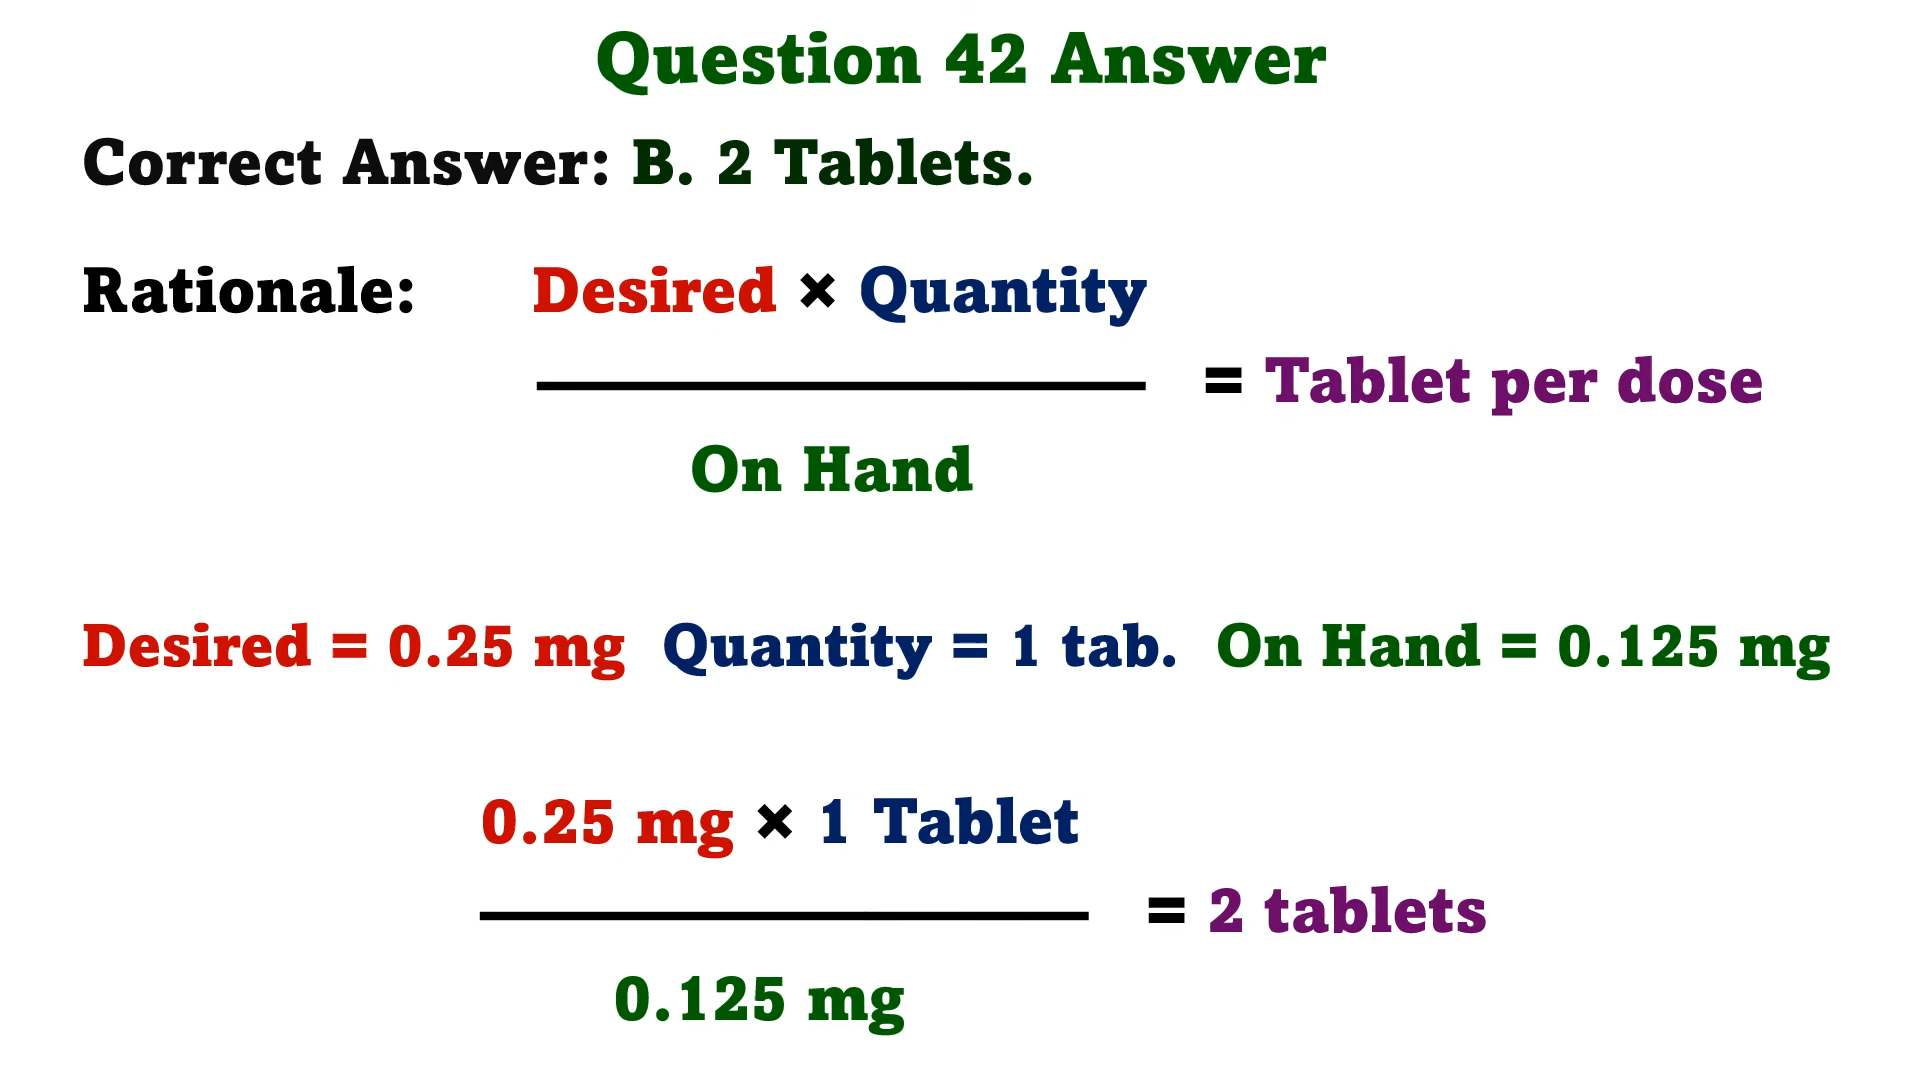 Question 42 Answer
Correct Answer: B. 2 Tablets.
Rationale: Desired × Quantity
= Tablet per dose
On Hand
Desired = 0.25 mg Quantity = 1 tab. On Hand = 0.125 mg
0.25 mg × 1 Tablet
= 2 tablets
0.125 mg